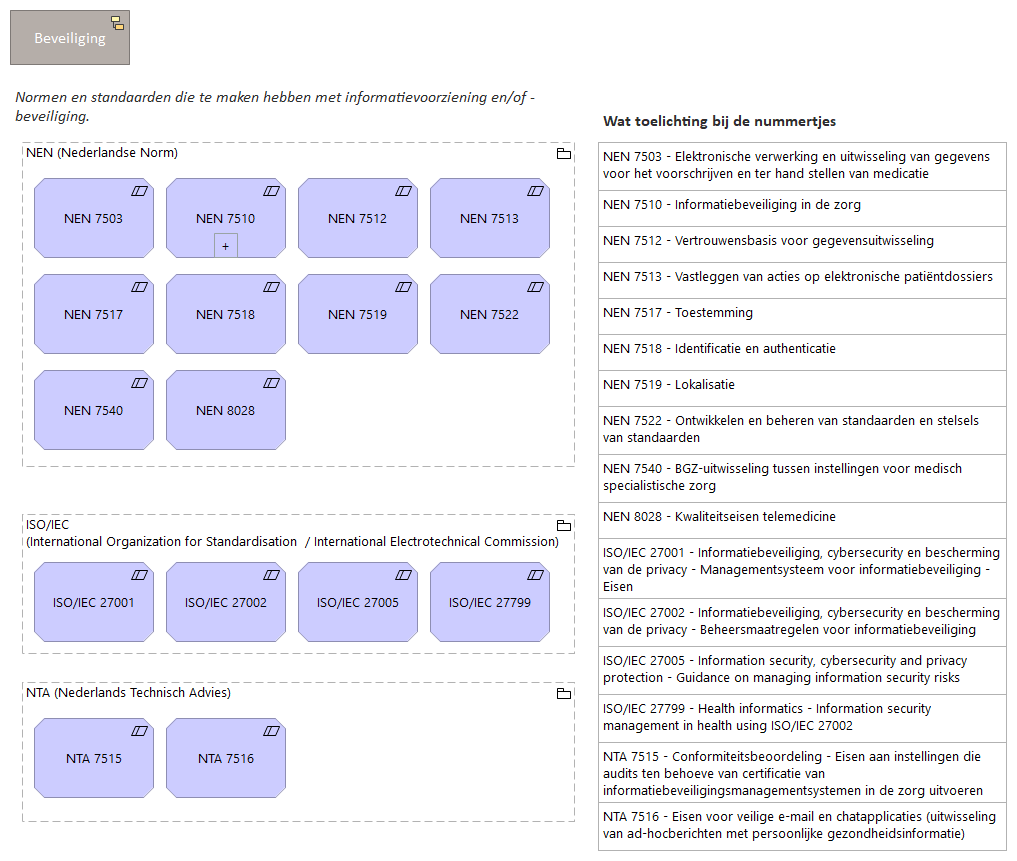 Beveiliging
Normen en standaarden die te maken hebben met informatievoorziening en/of -
beveiliging.
NEN (Nederlandse Norm)
NEN 7503
NEN 7510
+
NEN 7512
NEN 7513
NEN 7517
NEN 7518
NEN 7519
NEN 7522
NEN 7540
NEN 8028
ISO/IEC
(International Organization for Standardisation  / International Electrotechnical Commission)
ISO/IEC 27001
ISO/IEC 27002
ISO/IEC 27005
ISO/IEC 27799
NTA (Nederlands Technisch Advies)
NTA 7515
NTA 7516
Wat toelichting bij de nummertjes
NEN 7503 - Elektronische verwerking en uitwisseling van gegevens
voor het voorschrijven en ter hand stellen van medicatie
NEN 7510 - Informatiebeveiliging in de zorg
NEN 7512 - Vertrouwensbasis voor gegevensuitwisseling
NEN 7513 - Vastleggen van acties op elektronische patiëntdossiers
NEN 7517 - Toestemming
NEN 7518 - Identificatie en authenticatie
NEN 7519 - Lokalisatie
NEN 7522 - Ontwikkelen en beheren van standaarden en stelsels
van standaarden
NEN 7540 - BGZ-uitwisseling tussen instellingen voor medisch
specialistische zorg
NEN 8028 - Kwaliteitseisen telemedicine
ISO/IEC 27001 - Informatiebeveiliging, cybersecurity en bescherming
van de privacy - Managementsysteem voor informatiebeveiliging -
Eisen
ISO/IEC 27002 - Informatiebeveiliging, cybersecurity en bescherming
van de privacy - Beheersmaatregelen voor informatiebeveiliging
ISO/IEC 27005 - Information security, cybersecurity and privacy
protection - Guidance on managing information security risks
ISO/IEC 27799 - Health informatics - Information security
management in health using ISO/IEC 27002
NTA 7515 - Conformiteitsbeoordeling - Eisen aan instellingen die
audits ten behoeve van certificatie van
informatiebeveiligingsmanagementsystemen in de zorg uitvoeren
NTA 7516 - Eisen voor veilige e-mail en chatapplicaties (uitwisseling
van ad-hocberichten met persoonlijke gezondheidsinformatie)